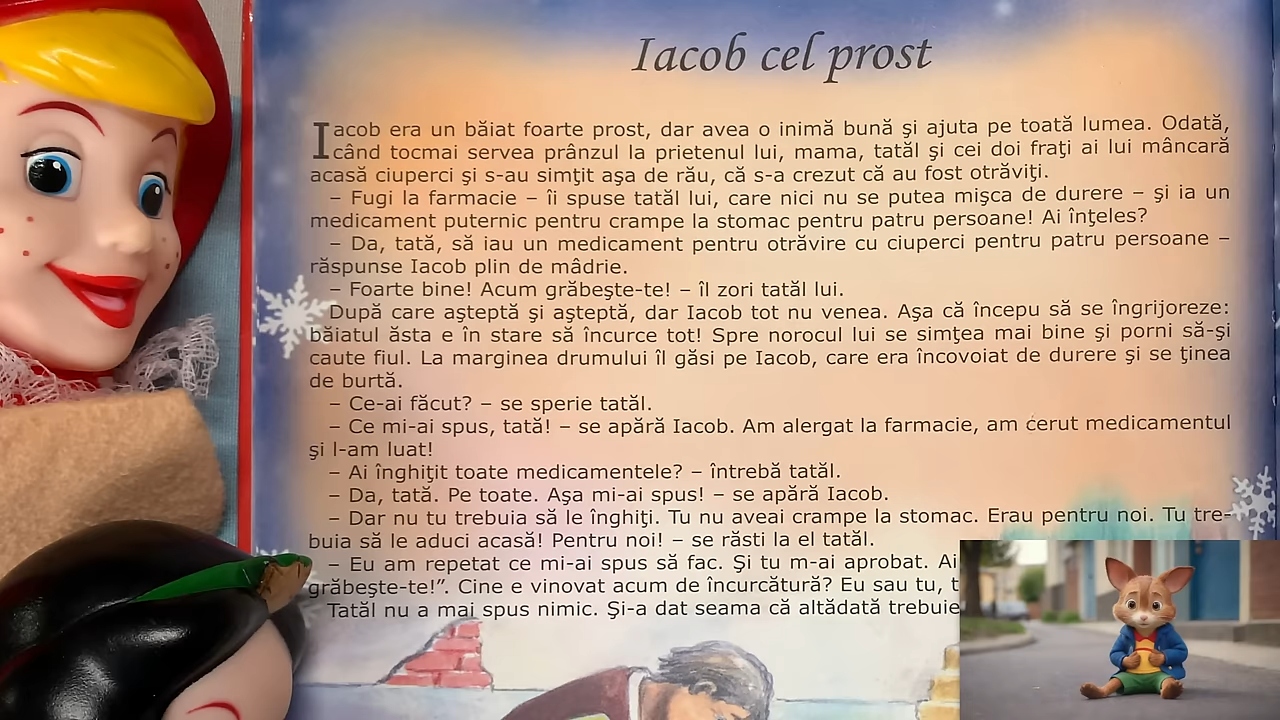 Iacob cel prost
Iacob era un băiat foarte prost, dar avea o inimă bună şi ajuta pe toată lumea. Odată,
când tocmai servea prânzul la prietenul lui, mama, tatăl şi cei doi fraţi ai lui mâncară
acasă ciuperci şi s-au simţit aşa de rău, că s-a crezut că au fost otrăviţi.
– Fugi la farmacie – îi spuse tatăl lui, care nici nu se putea mişca de durere – şi ia un
medicament puternic pentru crampe la stomac pentru patru persoane! Ai înţeles?
– Da, tată, să iau un medicament pentru otrăvire cu ciuperci pentru patru persoane –
răspunse Iacob plin de mâdrie.
– Foarte bine! Acum grăbeşte-te! – îl zori tatăl lui.
După care aşteptă şi aşteptă, dar Iacob tot nu venea. Aşa că începu să se îngrijoreze:
băiatul ăsta e în stare să încurce tot! Spre norocul lui se simţea mai bine şi porni să-şi
caute fiul. La marginea drumului îl găsi pe Iacob, care era încovoiat de durere şi se ţinea
de burtă.
– Ce-ai făcut? – se sperie tatăl.
– Ce mi-ai spus, tată! – se apără Iacob. Am alergat la farmacie, am cerut medicamentul
şi l-am luat!
– Ai înghiţit toate medicamentele? – întrebă tatăl.
– Da, tată. Pe toate. Aşa mi-ai spus! – se apără Iacob.
– Dar nu tu trebuia să le înghiţi. Tu nu aveai crampe la stomac. Erau pentru noi. Tu tre-
buia să le aduci acasă! Pentru noi! – se răsti la el tatăl.
– Eu am repetat ce mi-ai spus să fac. Şi tu m-ai aprobat. Ai
grăbeşte-te!”. Cine e vinovat acum de încurcătură? Eu sau tu, t
Tatăl nu a mai spus nimic. Şi-a dat seama că altădată trebuie